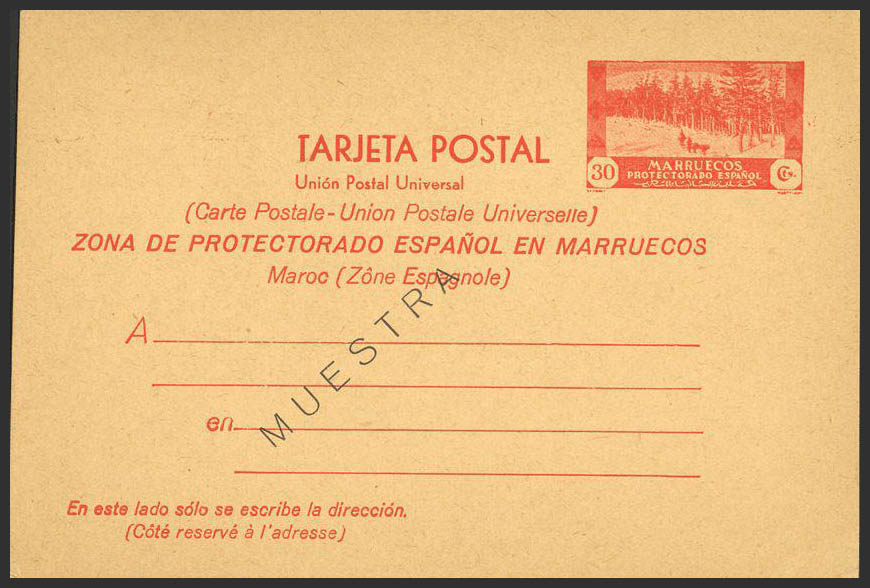 TARJETA POSTAL
Unión Postal Universal
(Carte Postale-Union Postale Universelle)
ZONA DE PROTECTORADO ESPAÑOL EN MARRUECOS
Maroc (Zône Espagnole)
30
MARRUECOS
PROTECTORADO ESPAÑOL
Cts.
A
en
MUESTRA
En este lado sólo se escribe la dirección.
(Côté reservé à l'adresse)